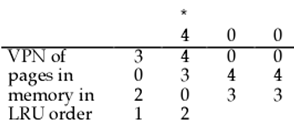 *
4 0 0
VPN of 3 4 0 0
pages in 0 3 4 4
memory in 2 0 3 3
LRU order 1 2